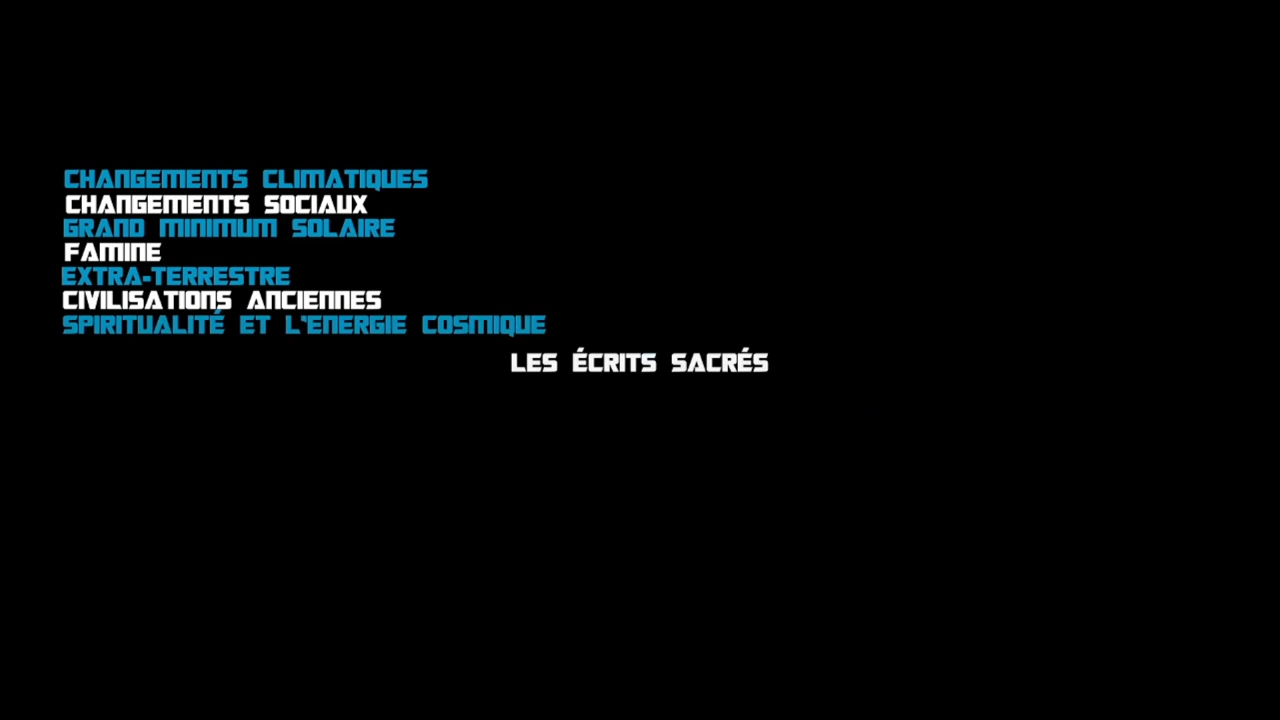 CHANGEMENTS CLIMATIQUES
CHANGEMENTS SOCIAUX
GRAND MINIMUM SOLAIRE
FAMINE
EXTRA-TERRESTRE
CIVILISATIONS ANCIENNES
SPIRITUALITÉ ET L'ENERGIE COSMIQUE
LES ÉCRITS SACRÉS